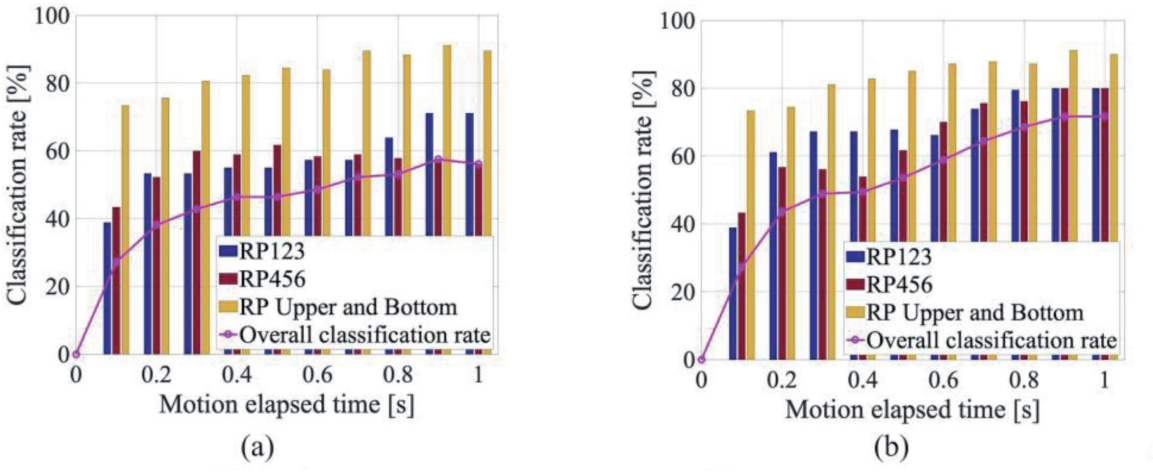 100
80
60
40
20
0
Classification rate [%]
RP123
RP456
RP Upper and Bottom
Overall classification rate
0 0.2 0.4 0.6 0.8 1
Motion elapsed time [s]
(a)
100
80
60
40
20
0
Classification rate [%]
RP123
RP456
RP Upper and Bottom
Overall classification rate
0 0.2 0.4 0.6 0.8 1
Motion elapsed time [s]
(b)